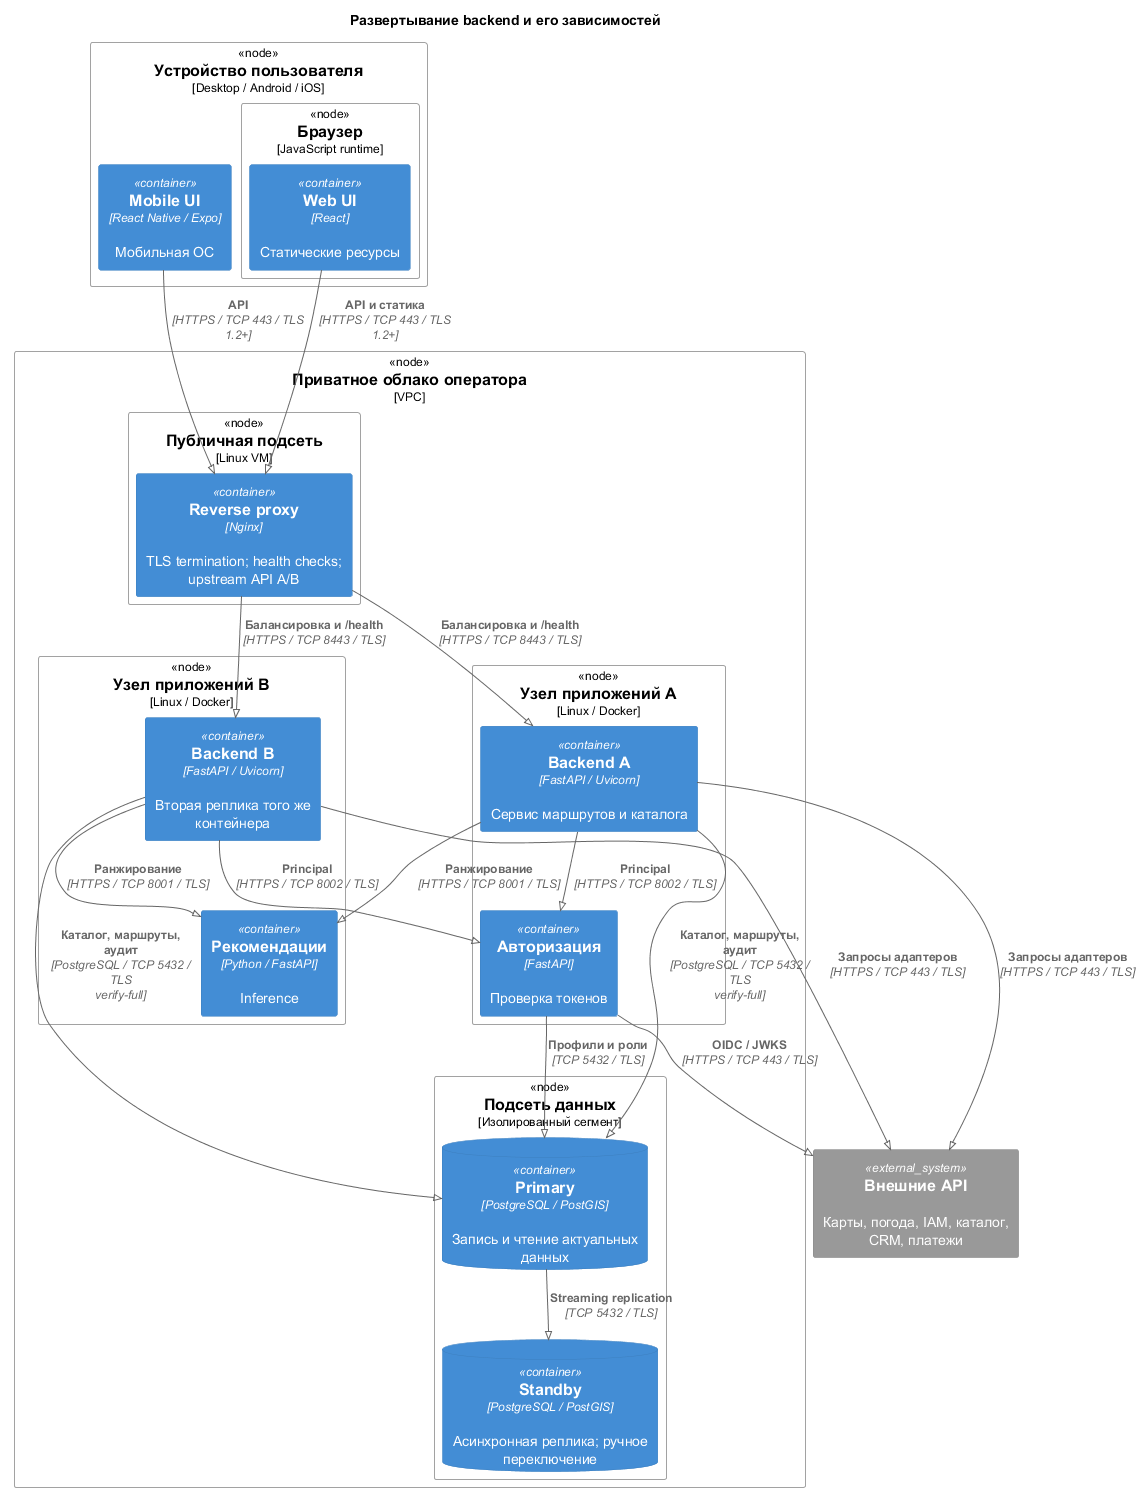 Развертывание backend и его зависимостей
«node»
Устройство пользователя
[Desktop / Android / iOS]
«node»
Браузер
[JavaScript runtime]
«container»
Mobile UI
[React Native / Expo]
Мобильная ОС
«container»
Web UI
[React]
Статические ресурсы
API
[HTTPS / TCP 443 / TLS
1.2+]
API и статика
[HTTPS / TCP 443 / TLS
1.2+]
«node»
Приватное облако оператора
[VPC]
«node»
Публичная подсеть
[Linux VM]
«container»
Reverse proxy
[Nginx]
TLS termination; health checks;
upstream API A/B
Балансировка и /health
[HTTPS / TCP 8443 / TLS]
Балансировка и /health
[HTTPS / TCP 8443 / TLS]
«node»
Узел приложений B
[Linux / Docker]
«container»
Backend B
[FastAPI / Uvicorn]
Вторая реплика того же
контейнера
«node»
Узел приложений A
[Linux / Docker]
«container»
Backend A
[FastAPI / Uvicorn]
Сервис маршрутов и каталога
Ранжирование
[HTTPS / TCP 8001 / TLS]
Principal
[HTTPS / TCP 8002 / TLS]
Ранжирование
[HTTPS / TCP 8001 / TLS]
Principal
[HTTPS / TCP 8002 / TLS]
Каталог, маршруты,
аудит
[PostgreSQL / TCP 5432 /
TLS
verify-full]
«container»
Рекомендации
[Python / FastAPI]
Inference
«container»
Авторизация
[FastAPI]
Проверка токенов
Каталог, маршруты,
аудит
[PostgreSQL / TCP 5432 /
TLS
verify-full]
Запросы адаптеров
[HTTPS / TCP 443 / TLS]
Запросы адаптеров
[HTTPS / TCP 443 / TLS]
Профили и роли
[TCP 5432 / TLS]
OIDC / JWKS
[HTTPS / TCP 443 / TLS]
«node»
Подсеть данных
[Изолированный сегмент]
«container»
Primary
[PostgreSQL / PostGIS]
Запись и чтение актуальных
данных
«external_system»
Внешние API
Карты, погода, IAM, каталог,
CRM, платежи
Streaming replication
[TCP 5432 / TLS]
«container»
Standby
[PostgreSQL / PostGIS]
Асинхронная реплика; ручное
переключение